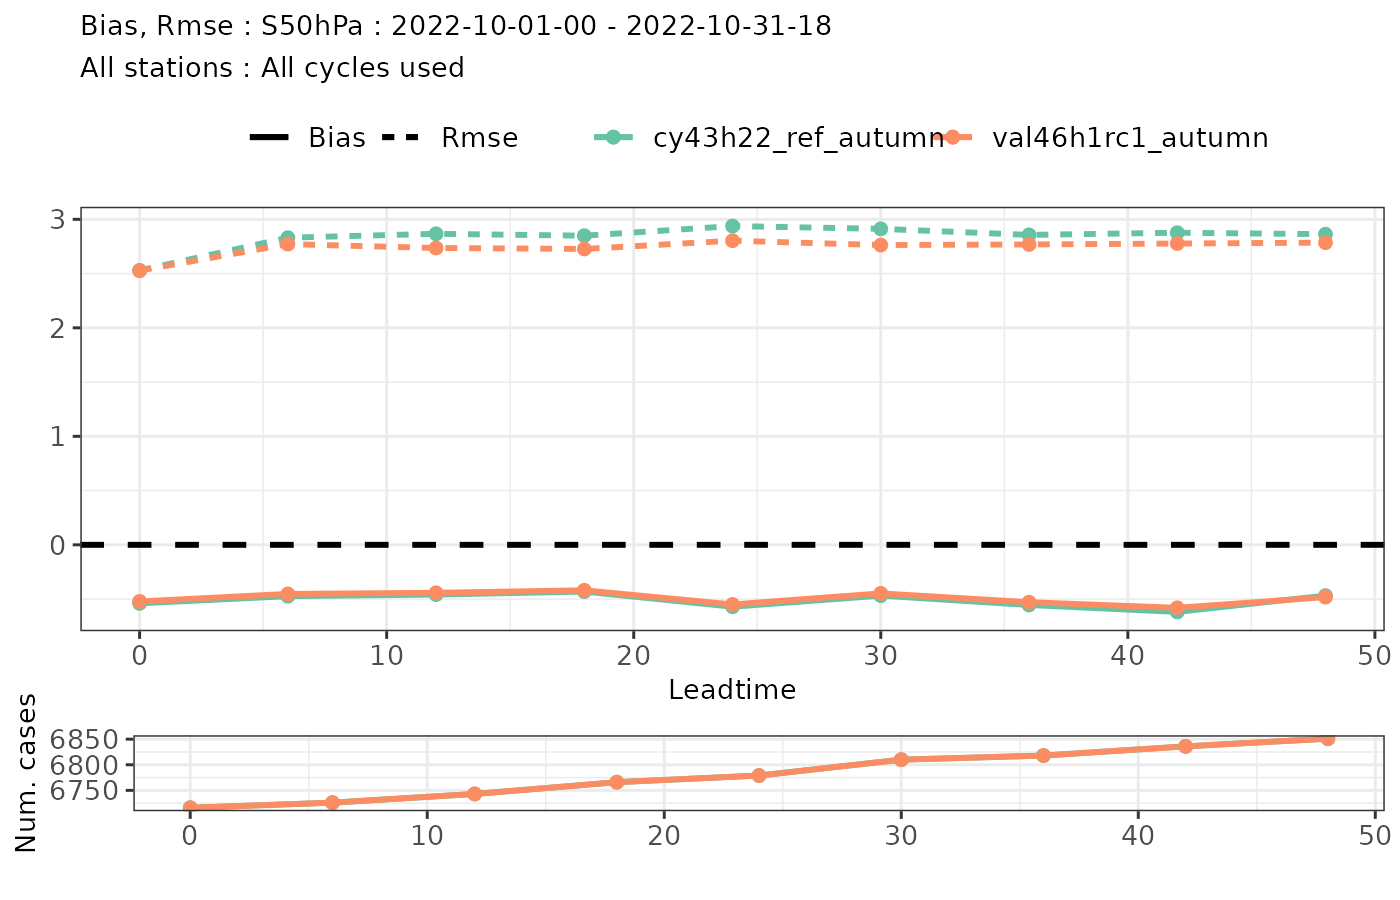 Bias, Rmse : S50hPa : 2022-10-01-00 - 2022-10-31-18
All stations : All cycles used
Bias Rmse cy43h22_ref_autumn val46h1rc1_autumn
3
2
1
0
0 10 20 30 40 50
Leadtime
Num. cases
6850
6800
6750
0 10 20 30 40 50